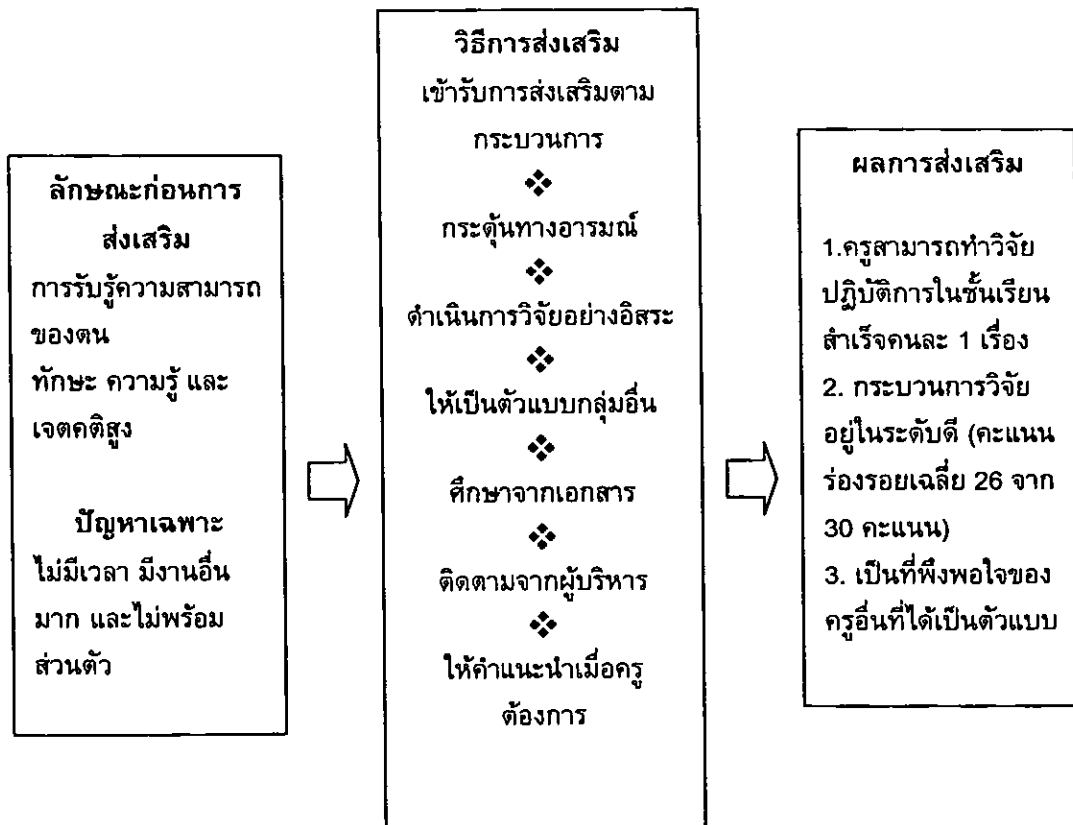 ลักษณะก่อนการ
ส่งเสริม
การรับรู้ความสามารถ
ของตน
ทักษะ ความรู้ และ
เจตคติสูง
ปัญหาเฉพาะ
ไม่มีเวลา มีงานอื่น
มาก และไม่พร้อม
ส่วนตัว
วิธีการส่งเสริม
เข้ารับการส่งเสริมตาม
กระบวนการ
❖
กระตุ้นทางอารมณ์
❖
ดำเนินการวิจัยอย่างอิสระ
❖
ให้เป็นตัวแบบกลุ่มอื่น
❖
ศึกษาจากเอกสาร
❖
ติดตามจากผู้บริหาร
❖
ให้คำแนะนำเมื่อครู
ต้องการ
ผลการส่งเสริม
1.ครูสามารถทำวิจัย
ปฏิบัติการในชั้นเรียน
สำเร็จคนละ 1 เรื่อง
2. กระบวนการวิจัย
อยู่ในระดับดี (คะแนน
ร่องรอยเฉลี่ย 26 จาก
30 คะแนน)
3. เป็นที่พึงพอใจของ
ครูอื่นที่ได้เป็นตัวแบบ